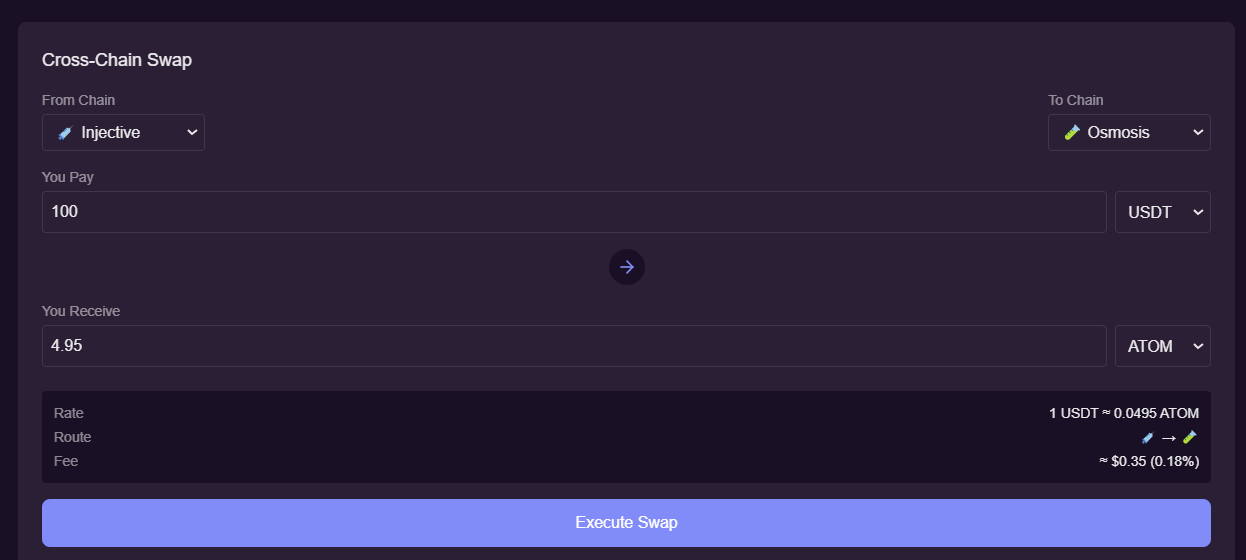 Cross-Chain Swap
From Chain To Chain
Injective Osmosis
You Pay
100 USDT
You Receive
4.95 ATOM
Rate 1 USDT ≈ 0.0495 ATOM
Route →
Fee ≈ $0.35 (0.18%)
Execute Swap